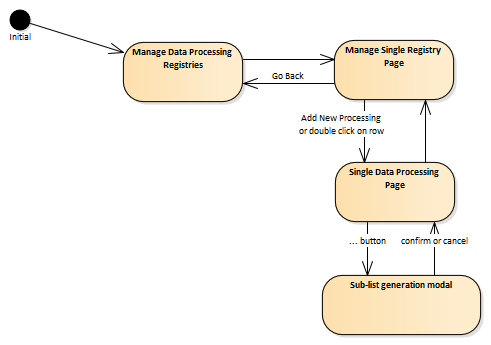 Initial
Manage Data Processing
Registries
Manage Single Registry
Page
Go Back
Add New Processing
or double click on row
Single Data Processing
Page
... button
confirm or cancel
Sub-list generation modal